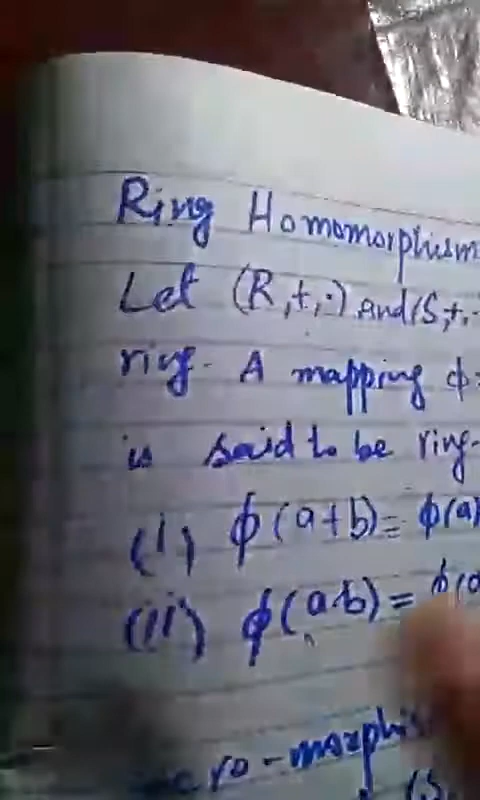 Ring Homomorphism
Let (R,+,·) and (S,+,·
ring. A mapping ϕ:
is said to be ring-
(i) ϕ(a+b)= ϕ(a)
(ii) ϕ(a·b)= ϕ(a
ro-morphis
(S,